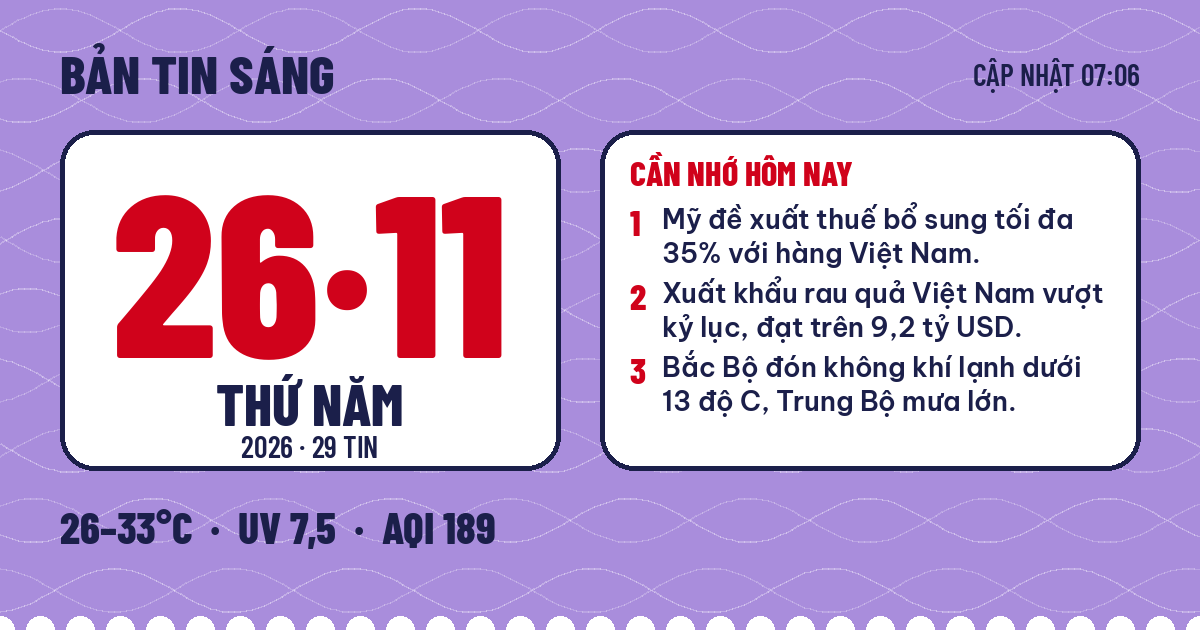 BẢN TIN SÁNG
CẬP NHẬT 07:06
26·11
THỨ NĂM
2026 · 29 TIN
CẦN NHỚ HÔM NAY
1 Mỹ đề xuất thuế bổ sung tối đa
35% với hàng Việt Nam.
2 Xuất khẩu rau quả Việt Nam vượt
kỷ lục, đạt trên 9,2 tỷ USD.
3 Bắc Bộ đón không khí lạnh dưới
13 độ C, Trung Bộ mưa lớn.
26–33°C · UV 7,5 · AQI 189